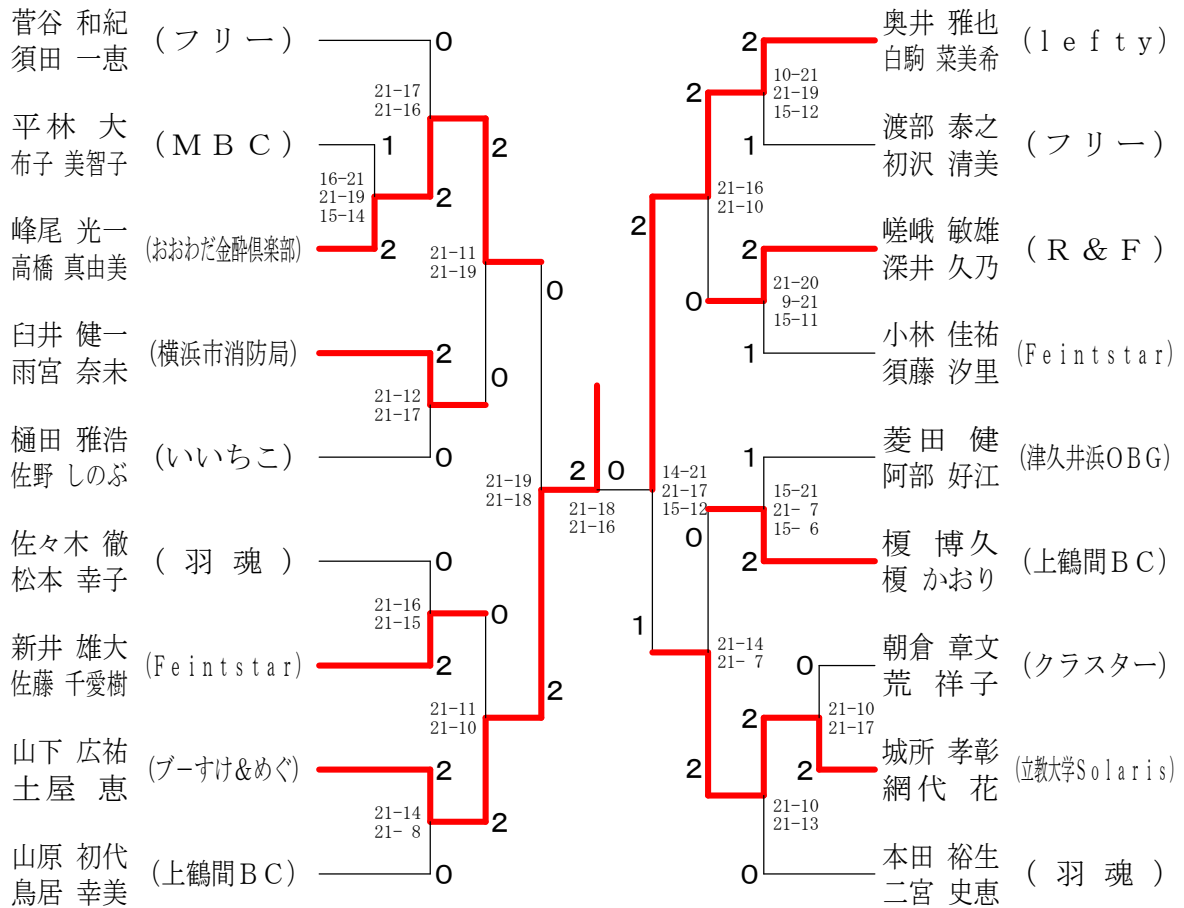 菅谷 和紀
須田 一恵
(フリー)
0
21-17
21-16
平林 大
布子 美智子
(ＭＢＣ)
1
16-21
21-19
15-14
2
2
峰尾 光一
高橋 真由美
(おおわだ金酔倶楽部)
2
21-11
21-19
0
臼井 健一
雨宮 奈未
(横浜市消防局)
2
0
21-12
21-17
樋田 雅浩
佐野 しのぶ
(いいちこ)
0
21-19
21-18
2
0
21-18
21-16
佐々木 徹
松本 幸子
(羽魂)
0
21-16
21-15
0
新井 雄大
佐藤 千愛樹
(Feintstar)
2
21-11
21-10
2
山下 広祐
土屋 恵
(ブーすけ&めぐ)
2
21-14
21- 8
2
山原 初代
鳥居 幸美
(上鶴間ＢＣ)
0
2
奥井 雅也
白駒 菜美希
(lefty)
10-21
21-19
15-12
2
1
渡部 泰之
初沢 清美
(フリー)
21-16
21-10
2
2
嵯峨 敏雄
深井 久乃
(Ｒ＆Ｆ)
21-20
9-21
15-11
0
1
小林 佳祐
須藤 汐里
(Feintstar)
1
菱田 健
阿部 好江
(津久井浜ＯＢＧ)
14-21
21-17
15-12
15-21
21- 7
15- 6
0
2
榎 博久
榎 かおり
(上鶴間ＢＣ)
1
21-14
21- 7
0
朝倉 章文
荒 祥子
(クラスター)
21-10
21-17
2
2
2
城所 孝彰
網代 花
(立教大学Solaris)
21-10
21-13
0
本田 裕生
二宮 史恵
(羽魂)